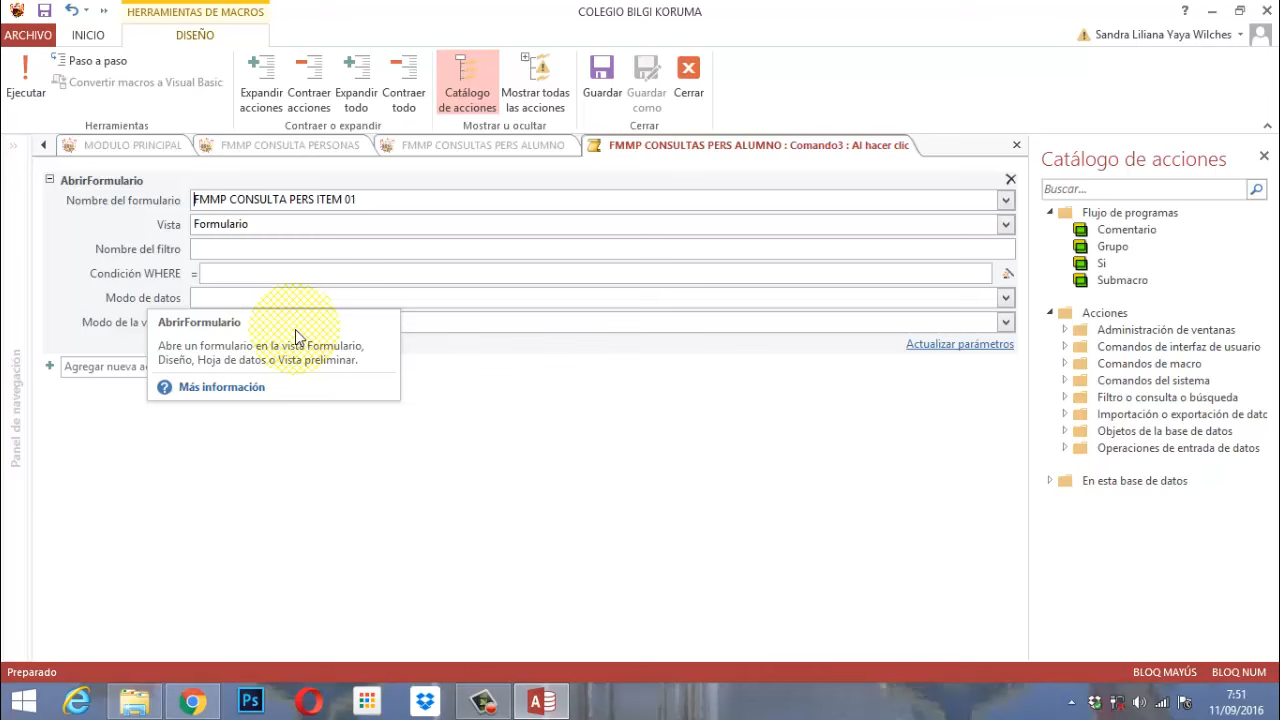 HERRAMIENTAS DE MACROS
COLEGIO BILGI KORUMA
ARCHIVO
INICIO
DISEÑO
Sandra Liliana Yaya Wilches
Ejecutar
Paso a paso
Convertir macros a Visual Basic
Herramientas
Expandir acciones
Contraer acciones
Expandir todo
Contraer todo
Contraer o expandir
Catálogo de acciones
Mostrar todas las acciones
Mostrar u ocultar
Guardar
Guardar como
Cerrar
Cerrar
MODULO PRINCIPAL
FMMP CONSULTA PERSONAS
FMMP CONSULTAS PERS ALUMNO
FMMP CONSULTAS PERS ALUMNO : Comando3 : Al hacer clic
Panel de navegación
AbrirFormulario
Nombre del formulario
FMMP CONSULTA PERS ITEM 01
Vista
Formulario
Nombre del filtro
Condición WHERE
=
Modo de datos
Modo de la v
Actualizar parámetros
Agregar nueva ac
AbrirFormulario
Abre un formulario en la vista Formulario,
Diseño, Hoja de datos o Vista preliminar.
? Más información
Catálogo de acciones
Buscar...
Flujo de programas
Comentario
Grupo
Si
Submacro
Acciones
Administración de ventanas
Comandos de interfaz de usuario
Comandos de macro
Comandos del sistema
Filtro o consulta o búsqueda
Importación o exportación de datc
Objetos de la base de datos
Operaciones de entrada de datos
En esta base de datos
Preparado
BLOQ MAYÚS
BLOQ NUM
Ps
7:51
11/09/2016